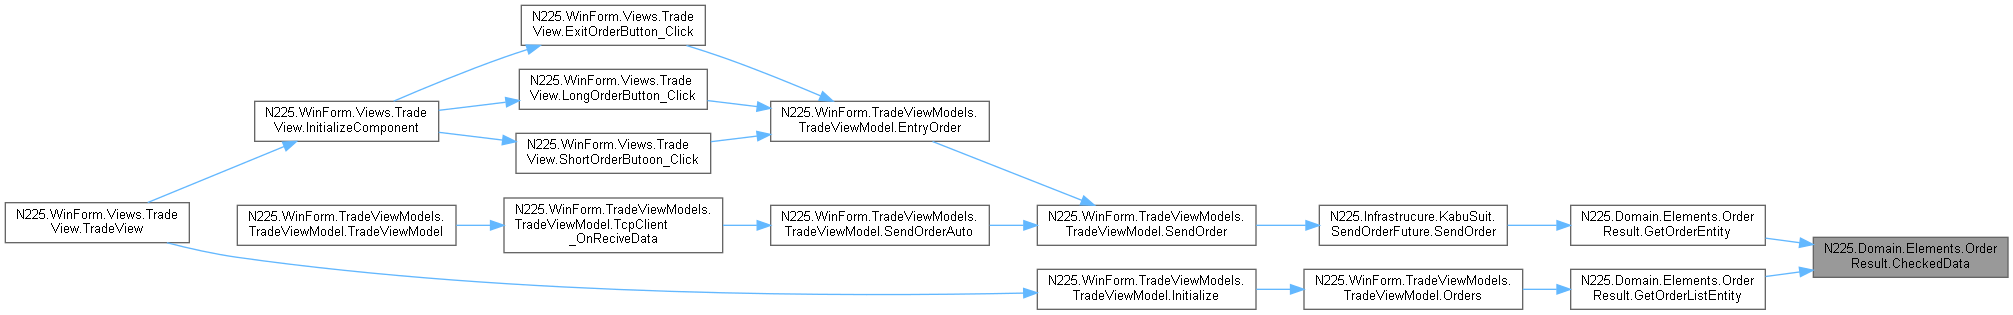 N225.WinForm.Views.Trade
View.ExitOrderButton_Click
N225.WinForm.Views.Trade
View.LongOrderButton_Click
N225.WinForm.Views.Trade
View.InitializeComponent
N225.WinForm.TradeViewModels.
TradeViewModel.EntryOrder
N225.WinForm.Views.Trade
View.ShortOrderButoon_Click
N225.WinForm.Views.Trade
View.TradeView
N225.WinForm.TradeViewModels.
TradeViewModel.TradeViewModel
N225.WinForm.TradeViewModels.
TradeViewModel.TcpClient
_OnReciveData
N225.WinForm.TradeViewModels.
TradeViewModel.SendOrderAuto
N225.WinForm.TradeViewModels.
TradeViewModel.SendOrder
N225.Infrastrucure.KabuSuit.
SendOrderFuture.SendOrder
N225.Domain.Elements.Order
Result.GetOrderEntity
N225.Domain.Elements.Order
Result.CheckedData
N225.WinForm.TradeViewModels.
TradeViewModel.Initialize
N225.WinForm.TradeViewModels.
TradeViewModel.Orders
N225.Domain.Elements.Order
Result.GetOrderListEntity